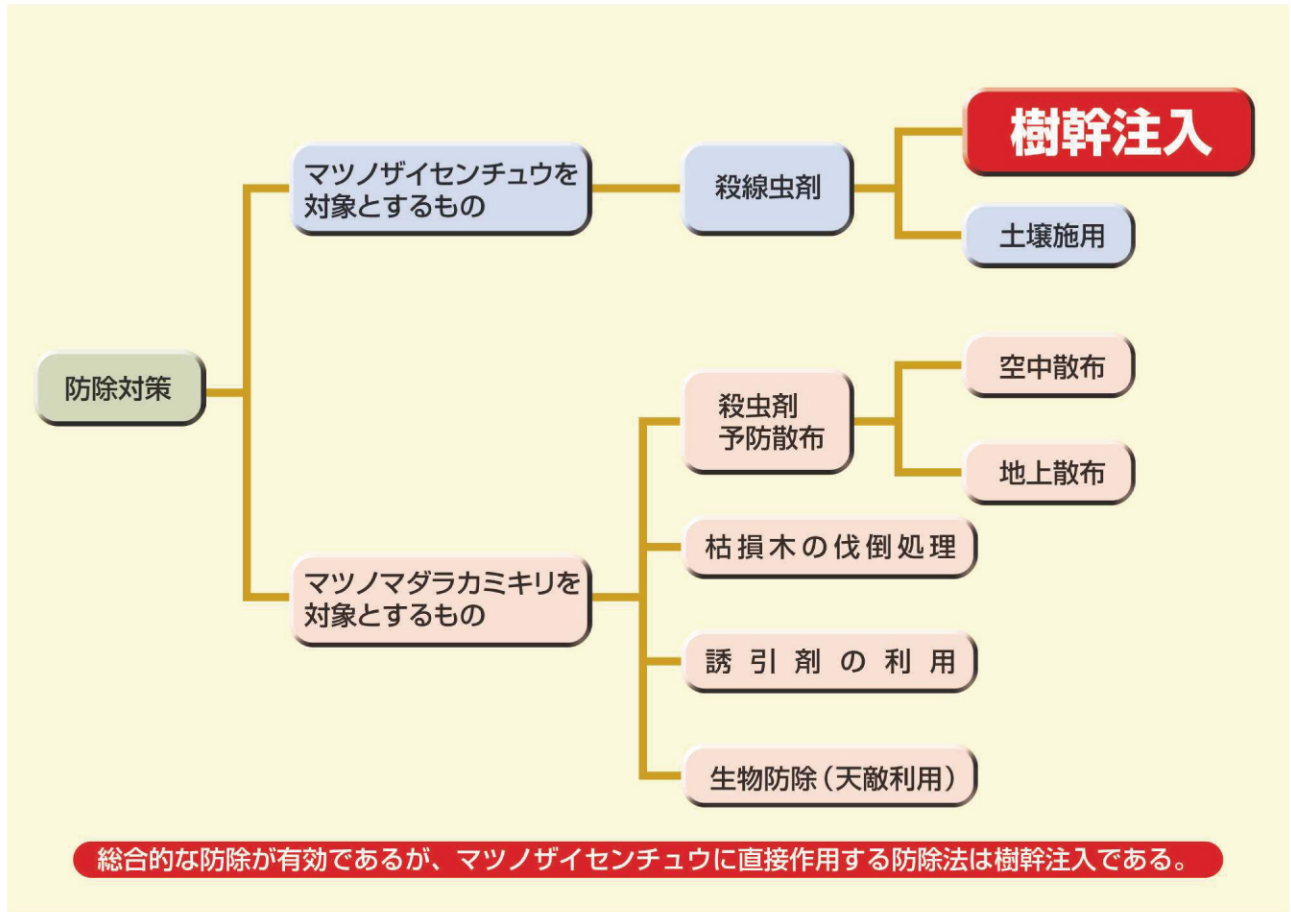 樹幹注入
マツノザイセンチュウを
対象とするもの
殺線虫剤
土壌施用
防除対策
空中散布
殺虫剤
予防散布
地上散布
枯損木の伐倒処理
マツノマダラカミキリを
対象とするもの
誘引剤の利用
生物防除(天敵利用)
総合的な防除が有効であるが、マツノザイセンチュウに直接作用する防除法は樹幹注入である。